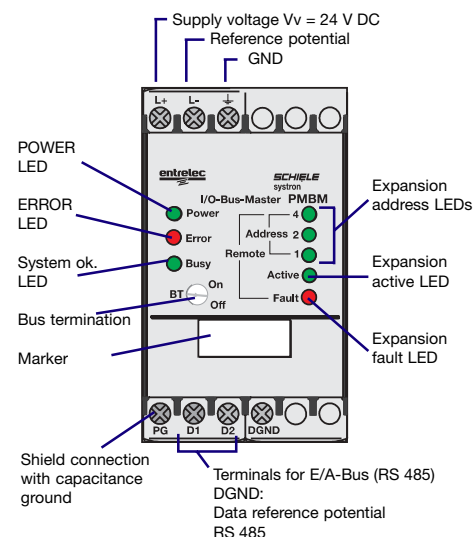 Supply voltage Vv = 24 V DC
Reference potential
GND
L+ L-
POWER
LED
ERROR
LED
System ok.
LED
Bus termination
Marker
entrelec
SCHIELE
systron
I/O-Bus-Master PMBM
Power
Error
Busy
BT
On
Off
4
Address 2
1
Remote
Active
Fault
Expansion
address LEDs
Expansion
active LED
Expansion
fault LED
PG D1 D2 DGND
Shield connection
with capacitance
ground
Terminals for E/A-Bus (RS 485)
DGND:
Data reference potential
RS 485